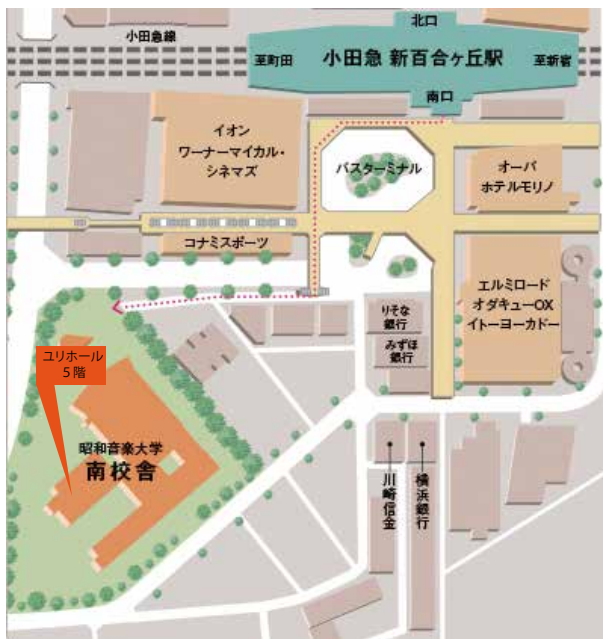 北口
小田急線
至町田
小田急 新百合ヶ丘駅
至新宿
南口
イオン
ワーナーマイカル・
シネマズ
バスターミナル
オーパ
ホテルモリノ
コナミスポーツ
エルミロード
オダキューOX
イトーヨーカドー
りそな
銀行
みずほ
銀行
ユリホール
5階
昭和音楽大学
南校舎
川崎信金
横浜銀行